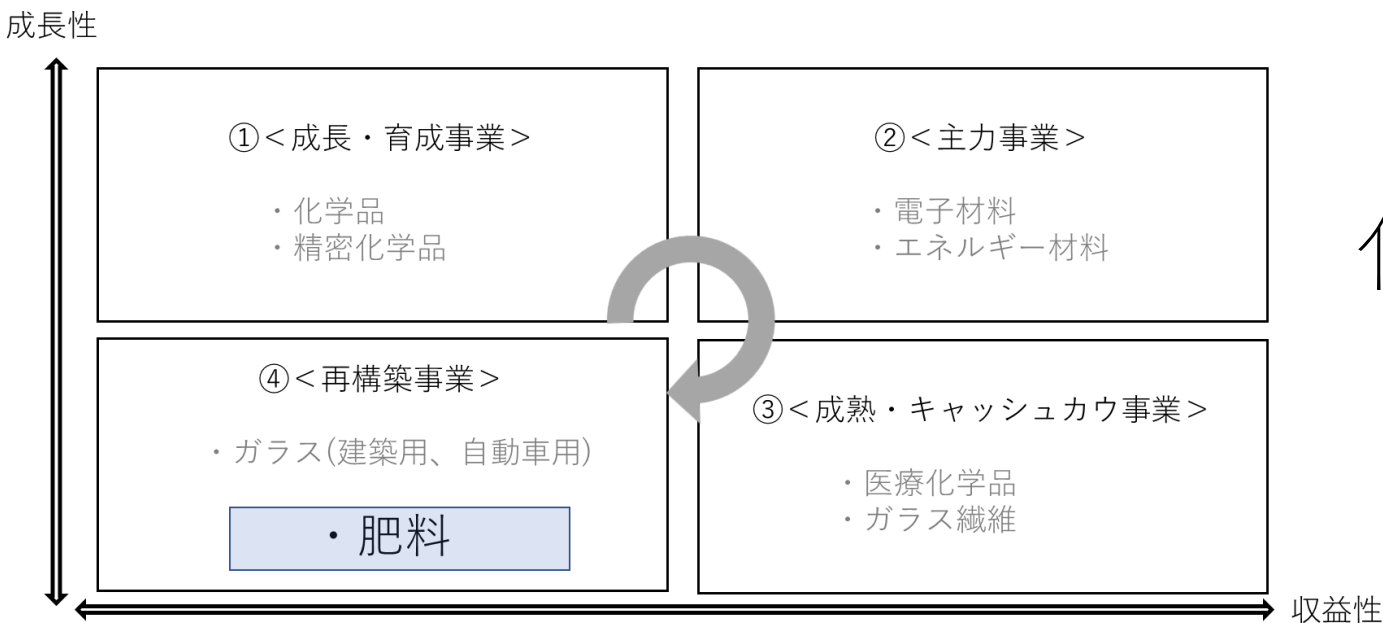 成長性
①＜成長・育成事業＞
・化学品
・精密化学品
②＜主力事業＞
・電子材料
・エネルギー材料
④＜再構築事業＞
・ガラス(建築用、自動車用)
・肥料
③＜成熟・キャッシュカウ事業＞
・医療化学品
・ガラス繊維
収益性